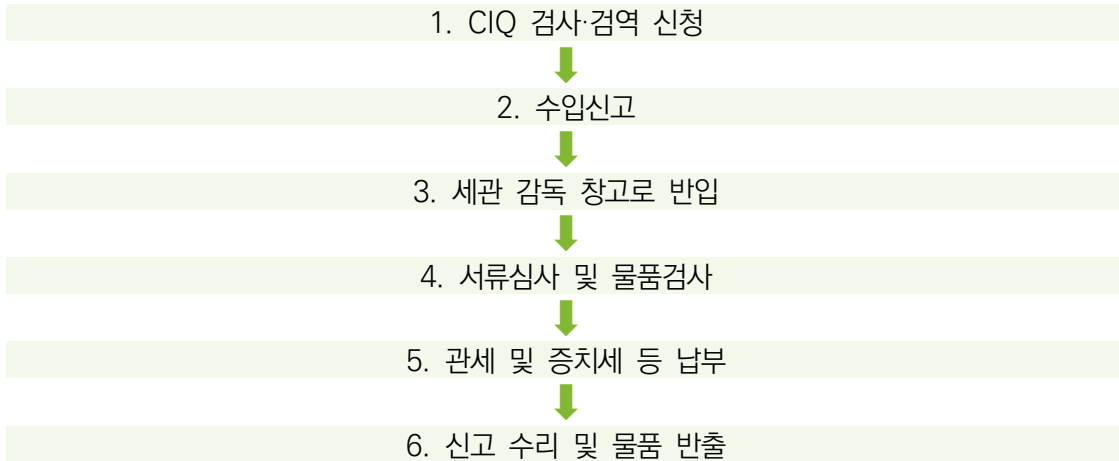 1. CIQ 검사·검역 신청
2. 수입신고
3. 세관 감독 창고로 반입
4. 서류심사 및 물품검사
5. 관세 및 증치세 등 납부
6. 신고 수리 및 물품 반출